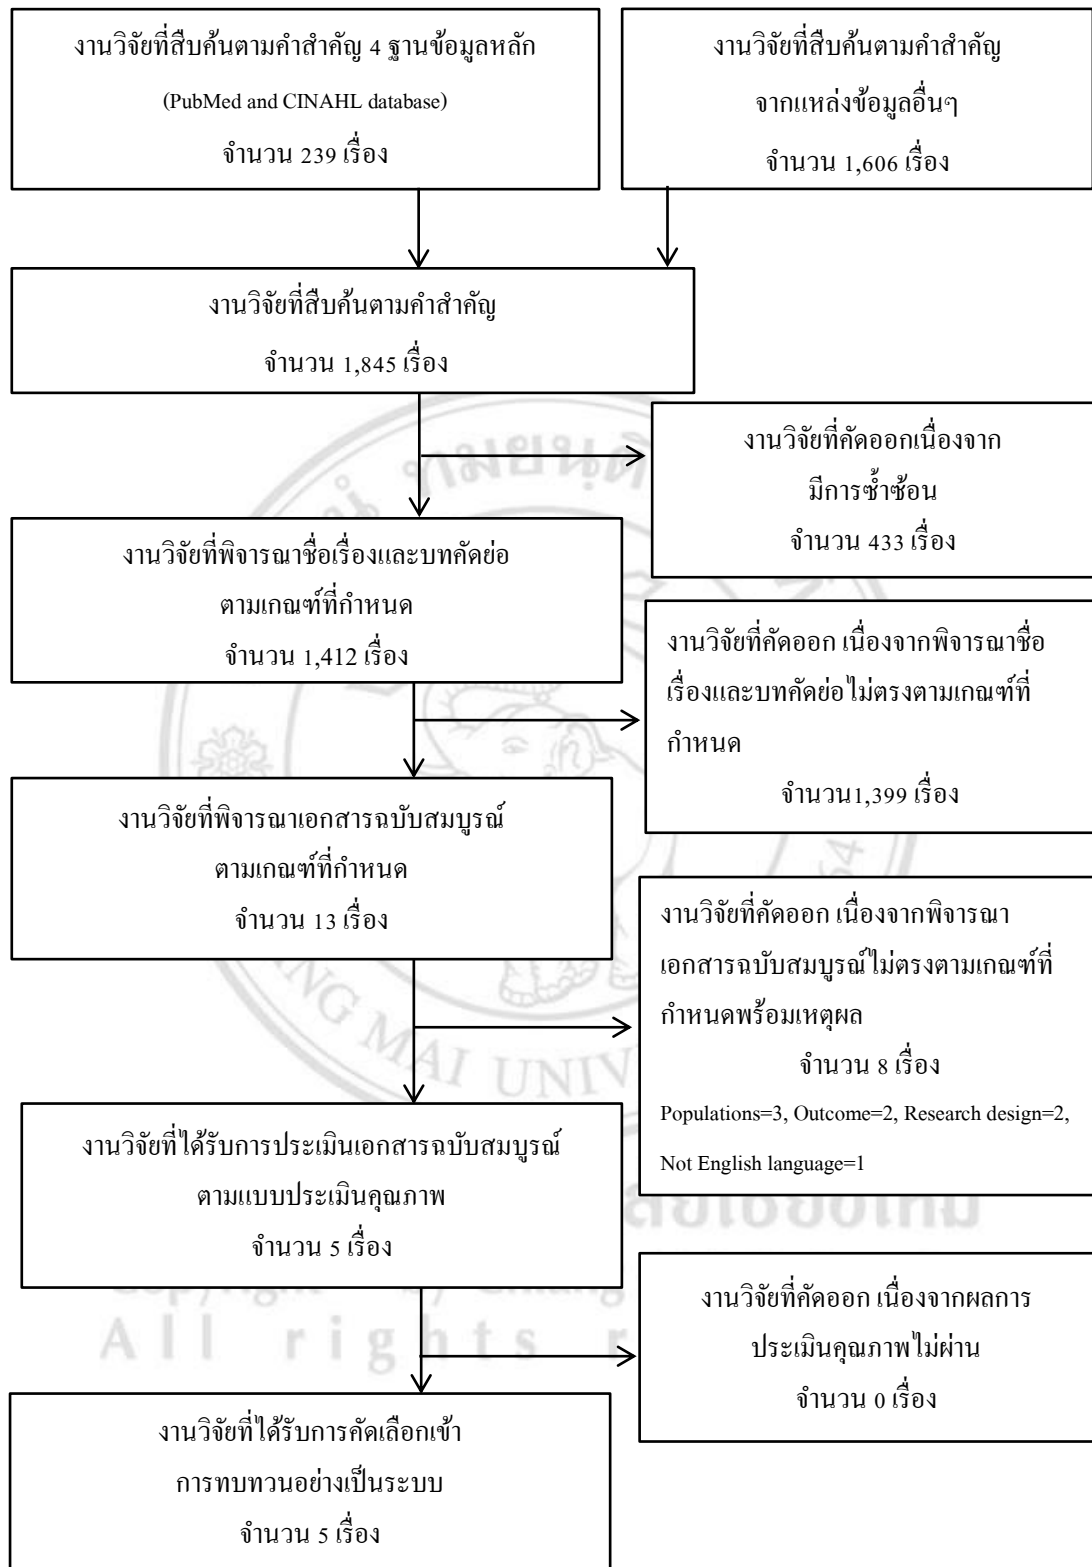 งานวิจัยที่สืบค้นตามคำสำคัญ 4 ฐานข้อมูลหลัก
(PubMed and CINAHL database)
จำนวน 239 เรื่อง
งานวิจัยที่สืบค้นตามคำสำคัญ
จากแหล่งข้อมูลอื่นๆ
จำนวน 1,606 เรื่อง
งานวิจัยที่สืบค้นตามคำสำคัญ
จำนวน 1,845 เรื่อง
งานวิจัยที่คัดออกเนื่องจาก
มีการซ้ำซ้อน
จำนวน 433 เรื่อง
งานวิจัยที่พิจารณาชื่อเรื่องและบทคัดย่อ
ตามเกณฑ์ที่กำหนด
จำนวน 1,412 เรื่อง
งานวิจัยที่คัดออก เนื่องจากพิจารณาชื่อ
เรื่องและบทคัดย่อไม่ตรงตามเกณฑ์ที่
กำหนด
จำนวน1,399 เรื่อง
งานวิจัยที่พิจารณาเอกสารฉบับสมบูรณ์
ตามเกณฑ์ที่กำหนด
จำนวน 13 เรื่อง
งานวิจัยที่คัดออก เนื่องจากพิจารณา
เอกสารฉบับสมบูรณ์ไม่ตรงตามเกณฑ์ที่
กำหนดพร้อมเหตุผล
จำนวน 8 เรื่อง
Populations=3, Outcome=2, Research design=2,
Not English language=1
งานวิจัยที่ได้รับการประเมินเอกสารฉบับสมบูรณ์
ตามแบบประเมินคุณภาพ
จำนวน 5 เรื่อง
งานวิจัยที่คัดออก เนื่องจากผลการ
ประเมินคุณภาพไม่ผ่าน
จำนวน 0 เรื่อง
งานวิจัยที่ได้รับการคัดเลือกเข้า
การทบทวนอย่างเป็นระบบ
จำนวน 5 เรื่อง
MAI UNIV
All rights r